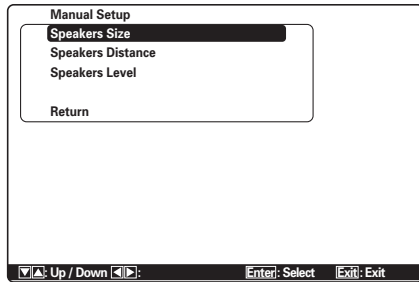 Manual Setup
Speakers Size
Speakers Distance
Speakers Level
Return
▼▲: Up / Down ◀▶: Enter: Select Exit: Exit